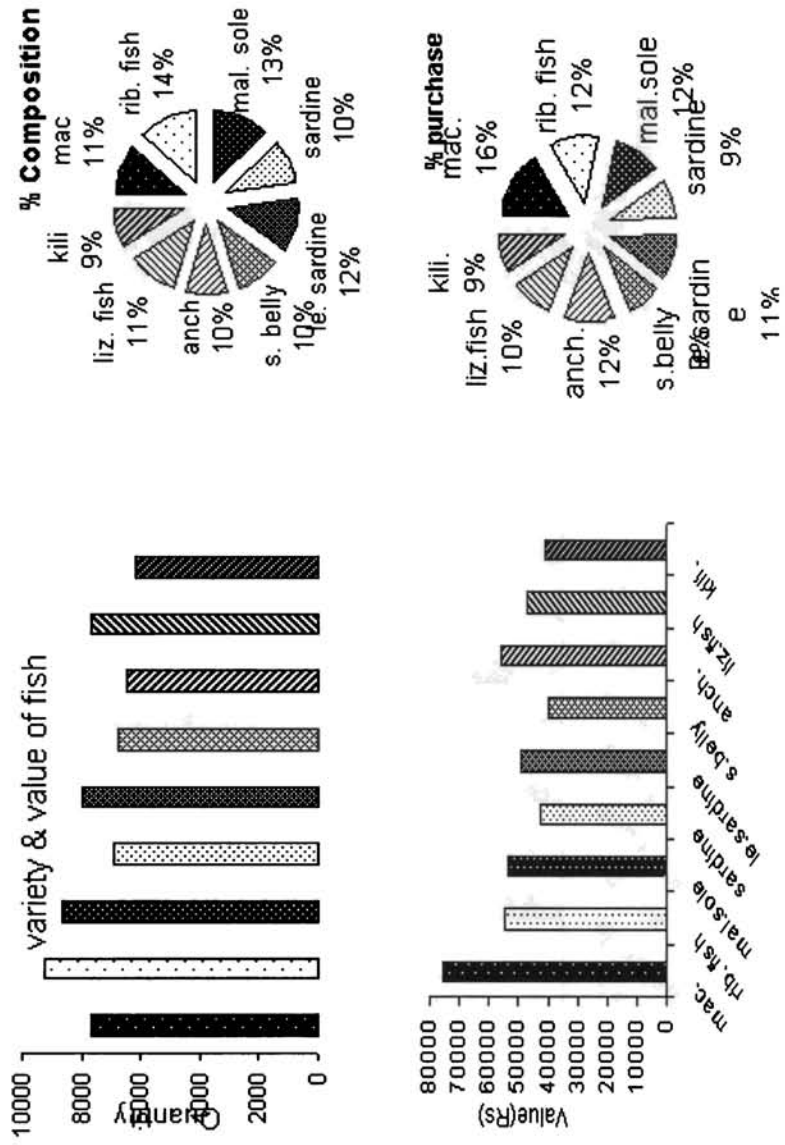 variety & value of fish
Quantity
10000
8000
6000
4000
2000
0
% Composition
mac
11%
rib. fish
14%
mal. sole
13%
sardine
10%
le. sardine
12%
s. belly
10%
anch
10%
liz. fish
11%
kili
9%
Value(Rs)
80000
70000
60000
50000
40000
30000
20000
10000
0
mac.
rib.fish
mal.sole
sardine
le.sardine
s.belly
anch.
liz.fish
kili.
% purchase
mac.
16%
rib. fish
12%
mal.sole
12%
sardine
9%
le.sardin
e
11%
s.belly
anch.
12%
liz.fish
10%
kili.
9%